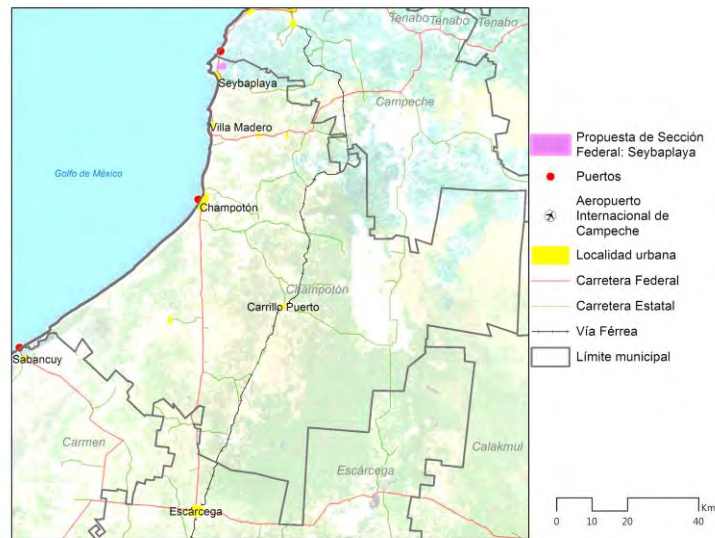 Tenabo
Tenabo
Tenabo
Seybaplaya
Campeche
Villa Madero
Golfo de México
Champotón
Champotón
Carrillo Puerto
Sabancuy
Carmen
Calakmul
Escárcega
Escárcega
Propuesta de Sección
Federal: Seybaplaya
Puertos
Aeropuerto
Internacional de
Campeche
Localidad urbana
Carretera Federal
Carretera Estatal
Vía Férrea
Límite municipal
Km
0 10 20 40